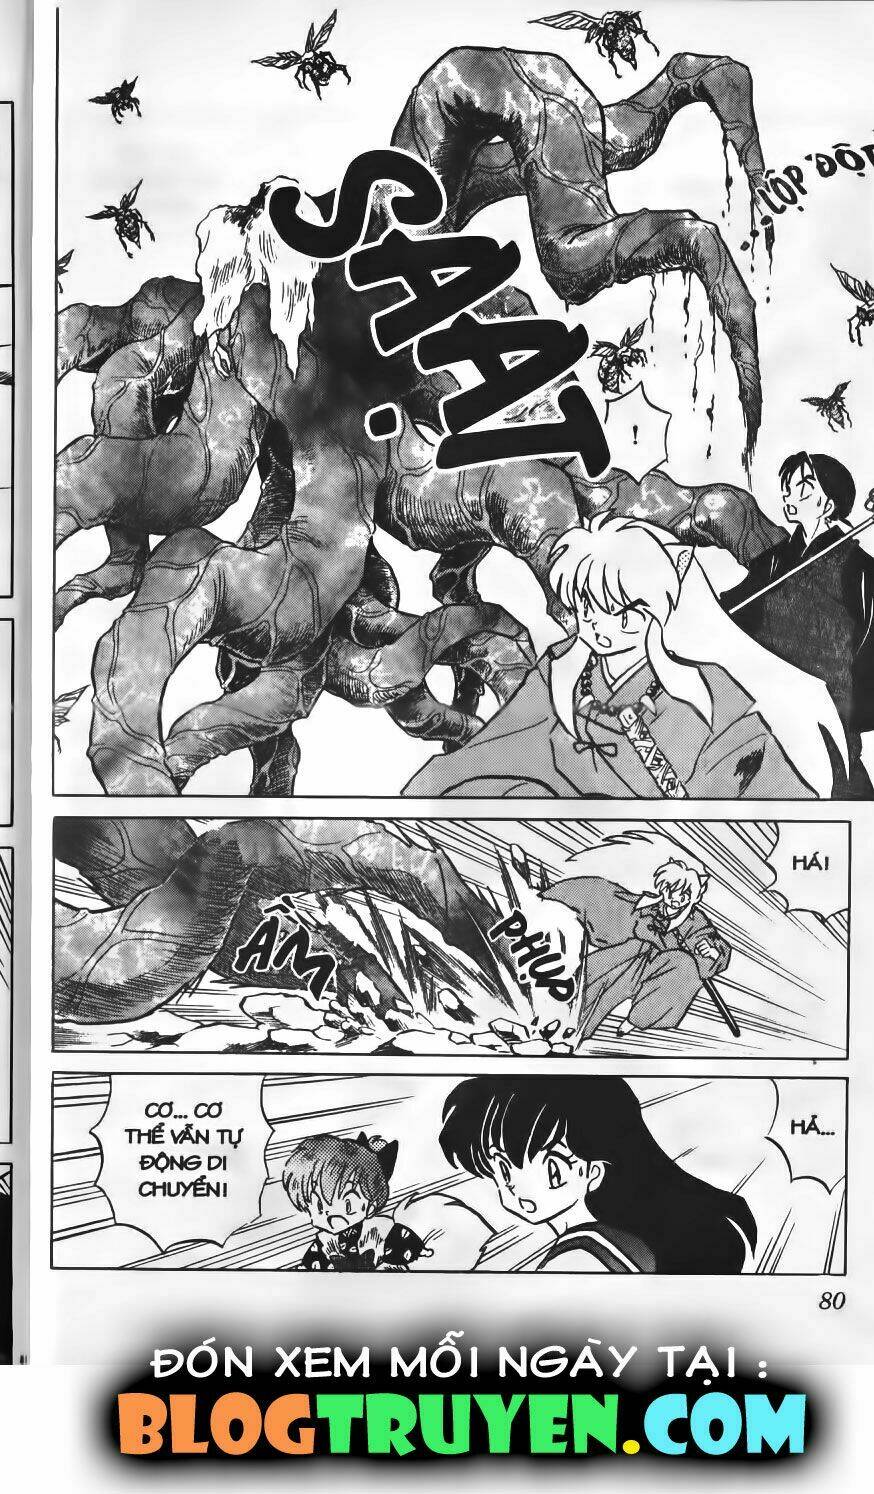 SAAT.
LỘP ĐỘP
!
HÁ!
ẦM
PHỤP
HẢ...
CƠ... CƠ
THỂ VẪN TỰ
ĐỘNG DI
CHUYỂN!
80
ĐÓN XEM MỖI NGÀY TẠI :
BLOGTRUYEN.COM